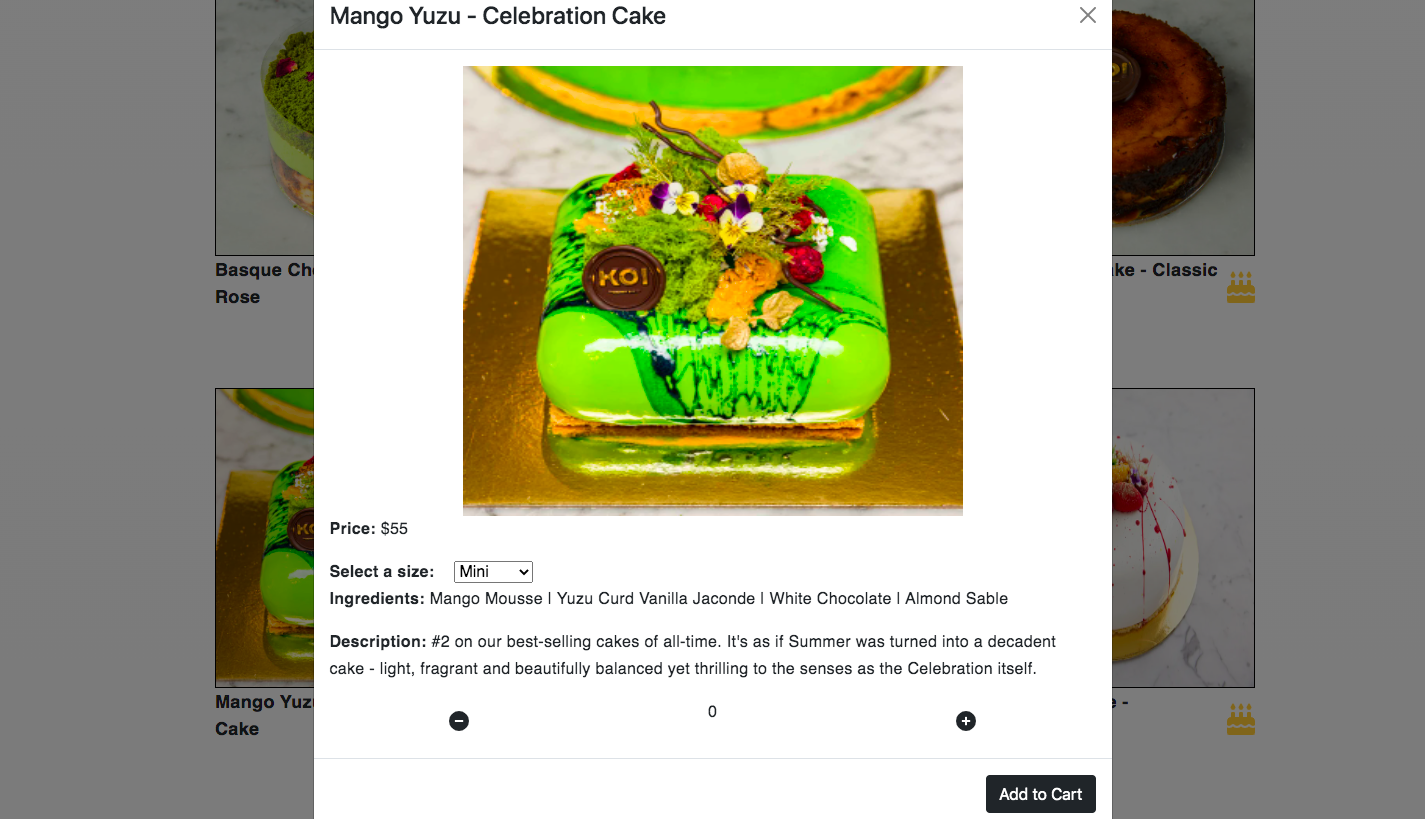 Mango Yuzu - Celebration Cake
KOI
Price: $55
Select a size: Mini
Ingredients: Mango Mousse | Yuzu Curd Vanilla Jaconde | White Chocolate | Almond Sable
Description: #2 on our best-selling cakes of all-time. It's as if Summer was turned into a decadent
cake - light, fragrant and beautifully balanced yet thrilling to the senses as the Celebration itself.
0
Add to Cart
Basque
Rose
- Classic
Mango
Cake